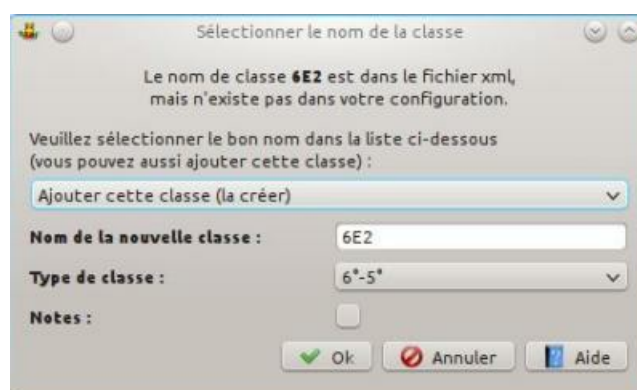 Sélectionner le nom de la classe
Le nom de classe 6E2 est dans le fichier xml,
mais n'existe pas dans votre configuration.
Veuillez sélectionner le bon nom dans la liste ci-dessous
(vous pouvez aussi ajouter cette classe) :
Ajouter cette classe (la créer)
Nom de la nouvelle classe : 6E2
Type de classe : 6°-5°
Notes :
Ok Annuler Aide